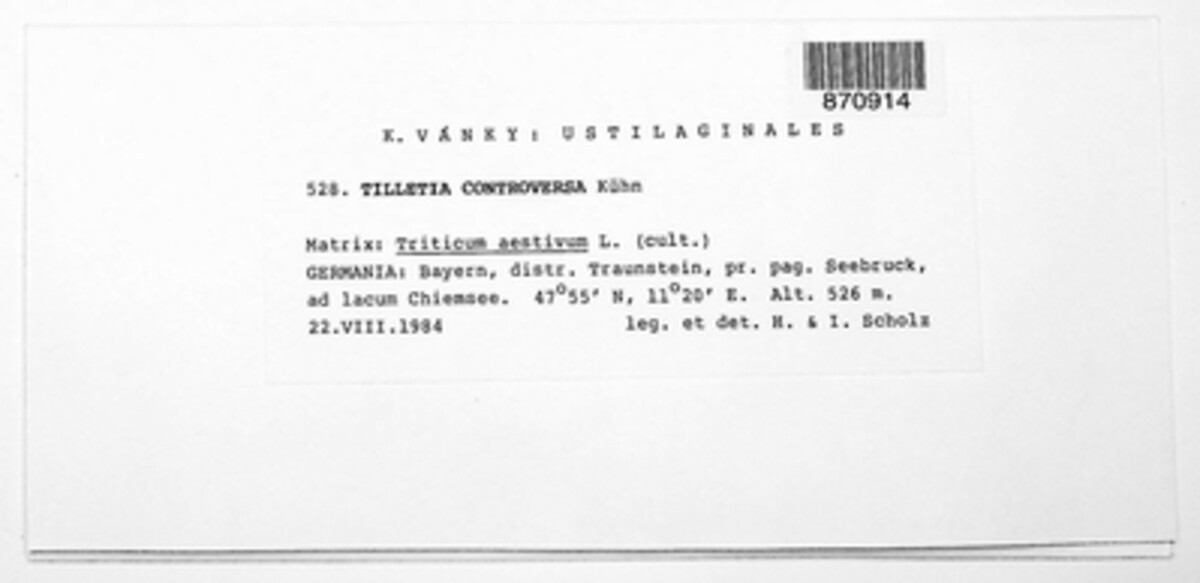 870914
K. VÁNKY: USTILAGINALES
528. TILLETIA CONTROVERSA Kühn
Matrix: Triticum aestivum L. (cult.)
GERMANIA: Bayern, distr. Traunstein, pr. pag. Seebruck,
ad lacum Chiemsee. 47°55' N, 11°20' E. Alt. 526 m.
22.VIII.1984 leg. et det. H. & I. Scholz